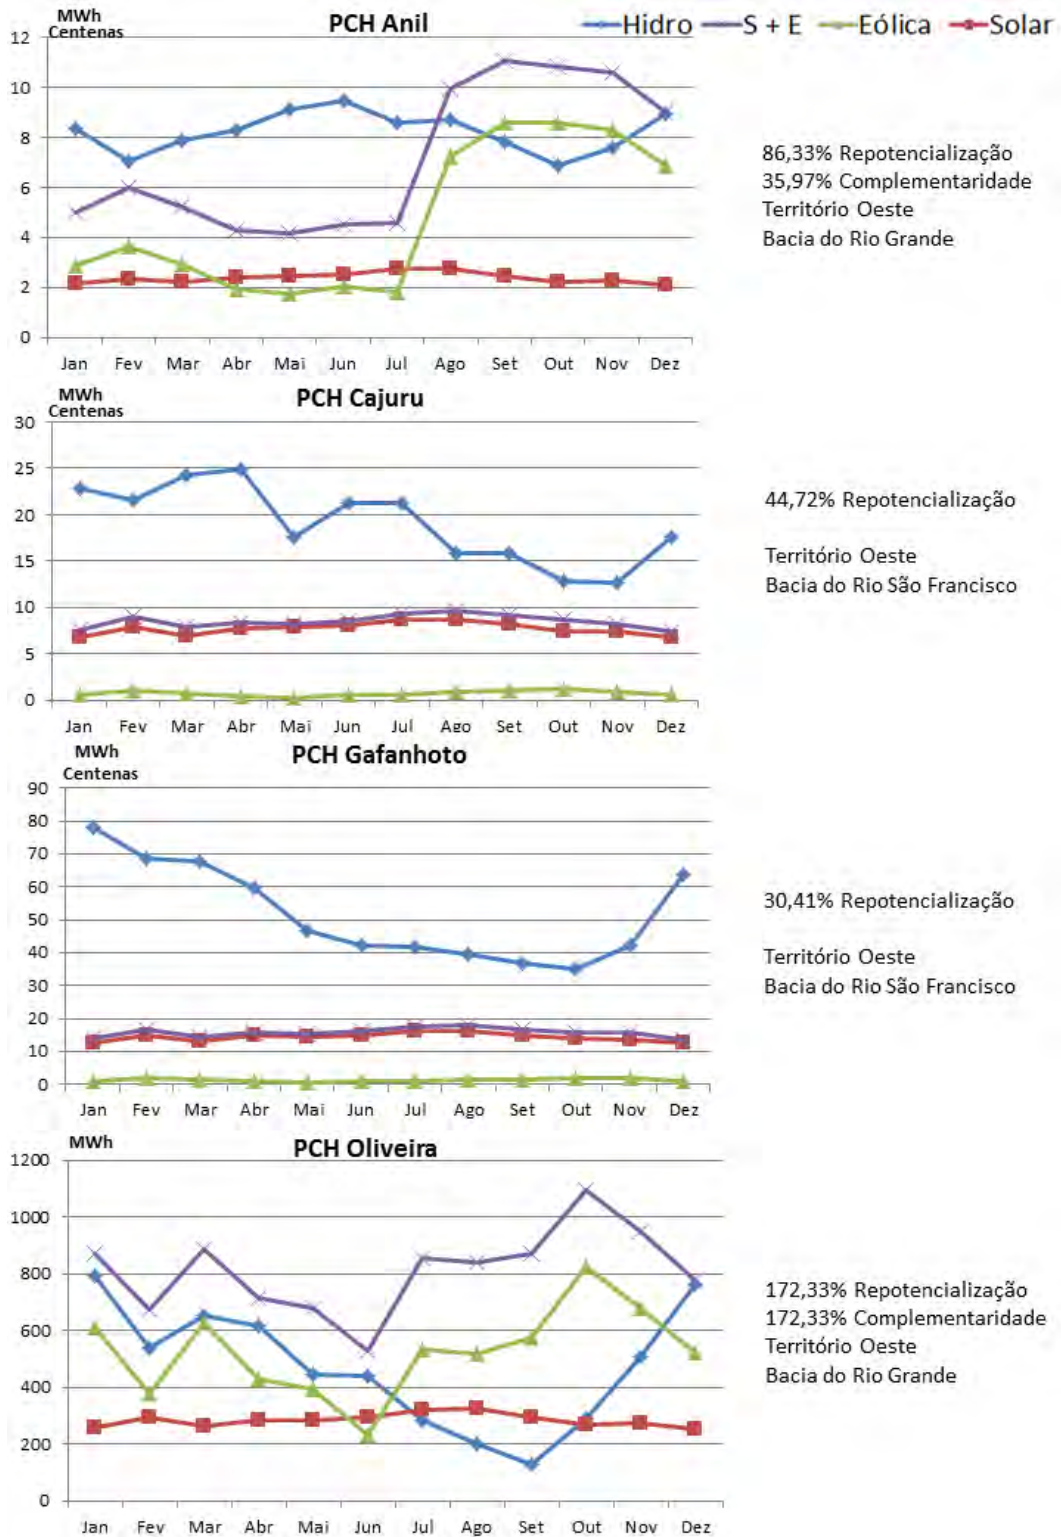 MWh
Centenas
PCH Anil
Hidro
S + E
Eólica
Solar
12
10
8
6
4
2
0
Jan Fev Mar Abr Mai Jun Jul Ago Set Out Nov Dez
86,33% Repotencialização
35,97% Complementaridade
Território Oeste
Bacia do Rio Grande
MWh
Centenas
PCH Cajuru
30
25
20
15
10
5
0
Jan Fev Mar Abr Mai Jun Jul Ago Set Out Nov Dez
44,72% Repotencialização
Território Oeste
Bacia do Rio São Francisco
MWh
Centenas
PCH Gafanhoto
90
80
70
60
50
40
30
20
10
0
Jan Fev Mar Abr Mai Jun Jul Ago Set Out Nov Dez
30,41% Repotencialização
Território Oeste
Bacia do Rio São Francisco
MWh
PCH Oliveira
1200
1000
800
600
400
200
0
Jan Fev Mar Abr Mai Jun Jul Ago Set Out Nov Dez
172,33% Repotencialização
172,33% Complementaridade
Território Oeste
Bacia do Rio Grande